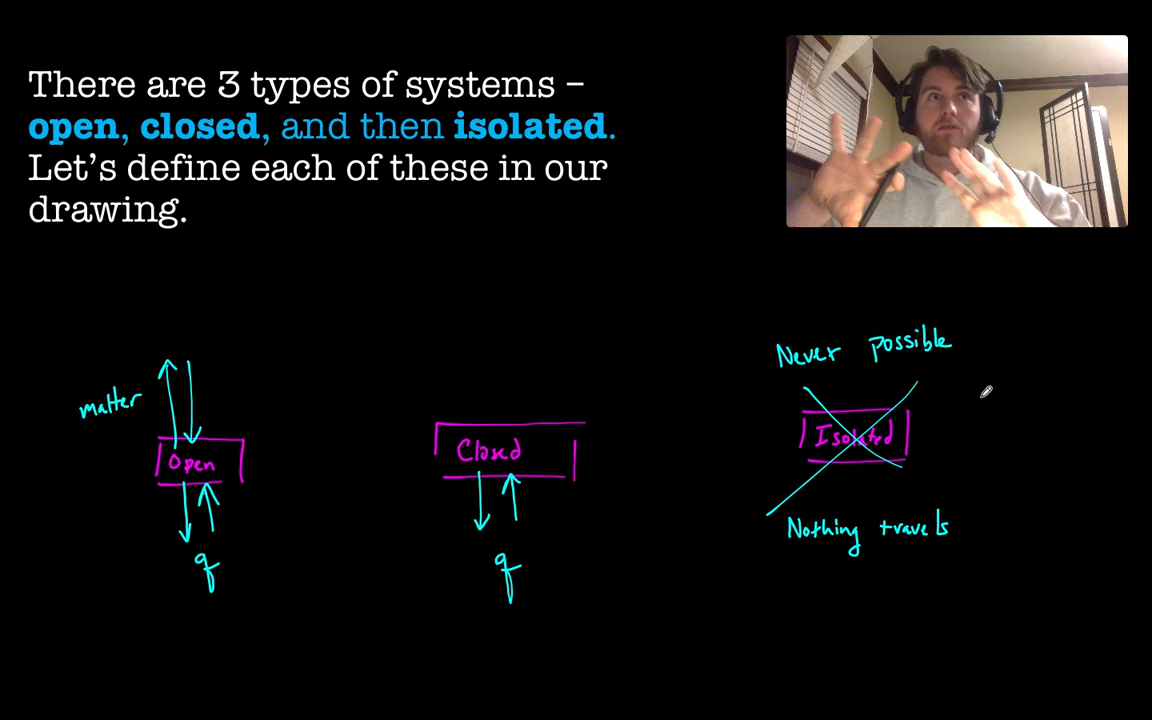 There are 3 types of systems –
open, closed, and then isolated.
Let's define each of these in our
drawing.
Never possible
matter
Isolated
Closed
Open
Nothing travels
q
q